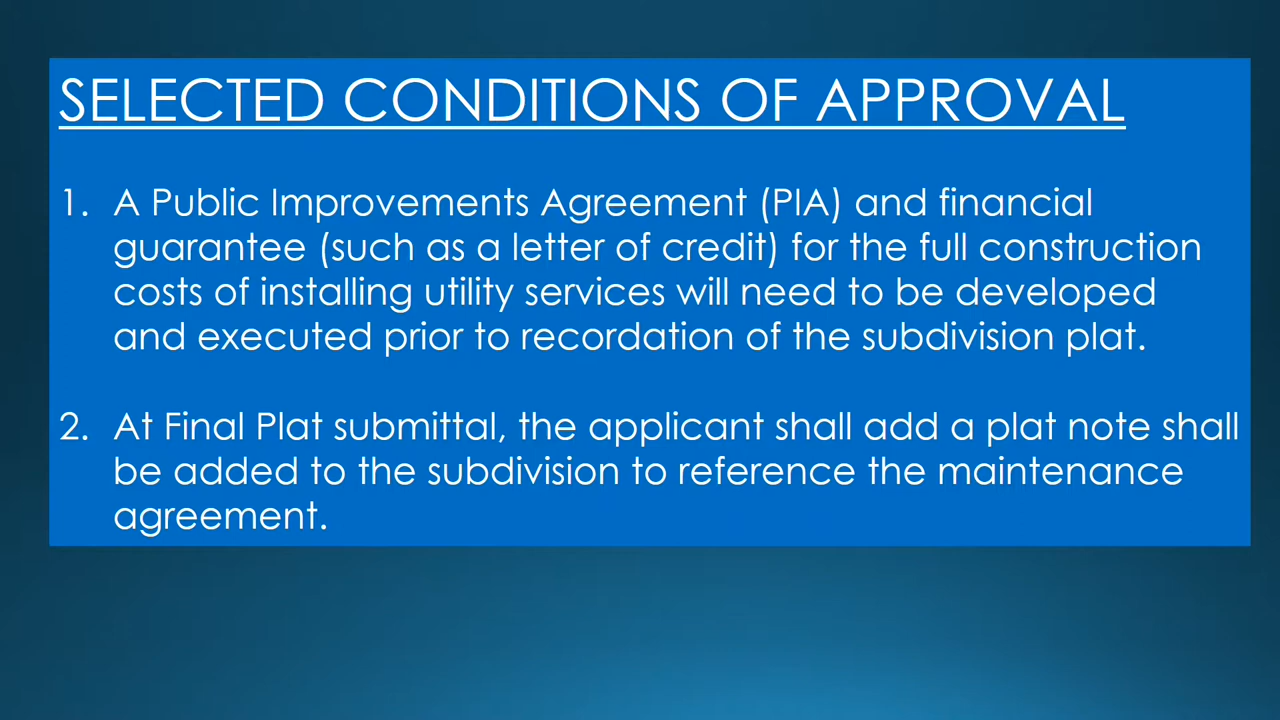 SELECTED CONDITIONS OF APPROVAL
1. A Public Improvements Agreement (PIA) and financial
guarantee (such as a letter of credit) for the full construction
costs of installing utility services will need to be developed
and executed prior to recordation of the subdivision plat.
2. At Final Plat submittal, the applicant shall add a plat note shall
be added to the subdivision to reference the maintenance
agreement.